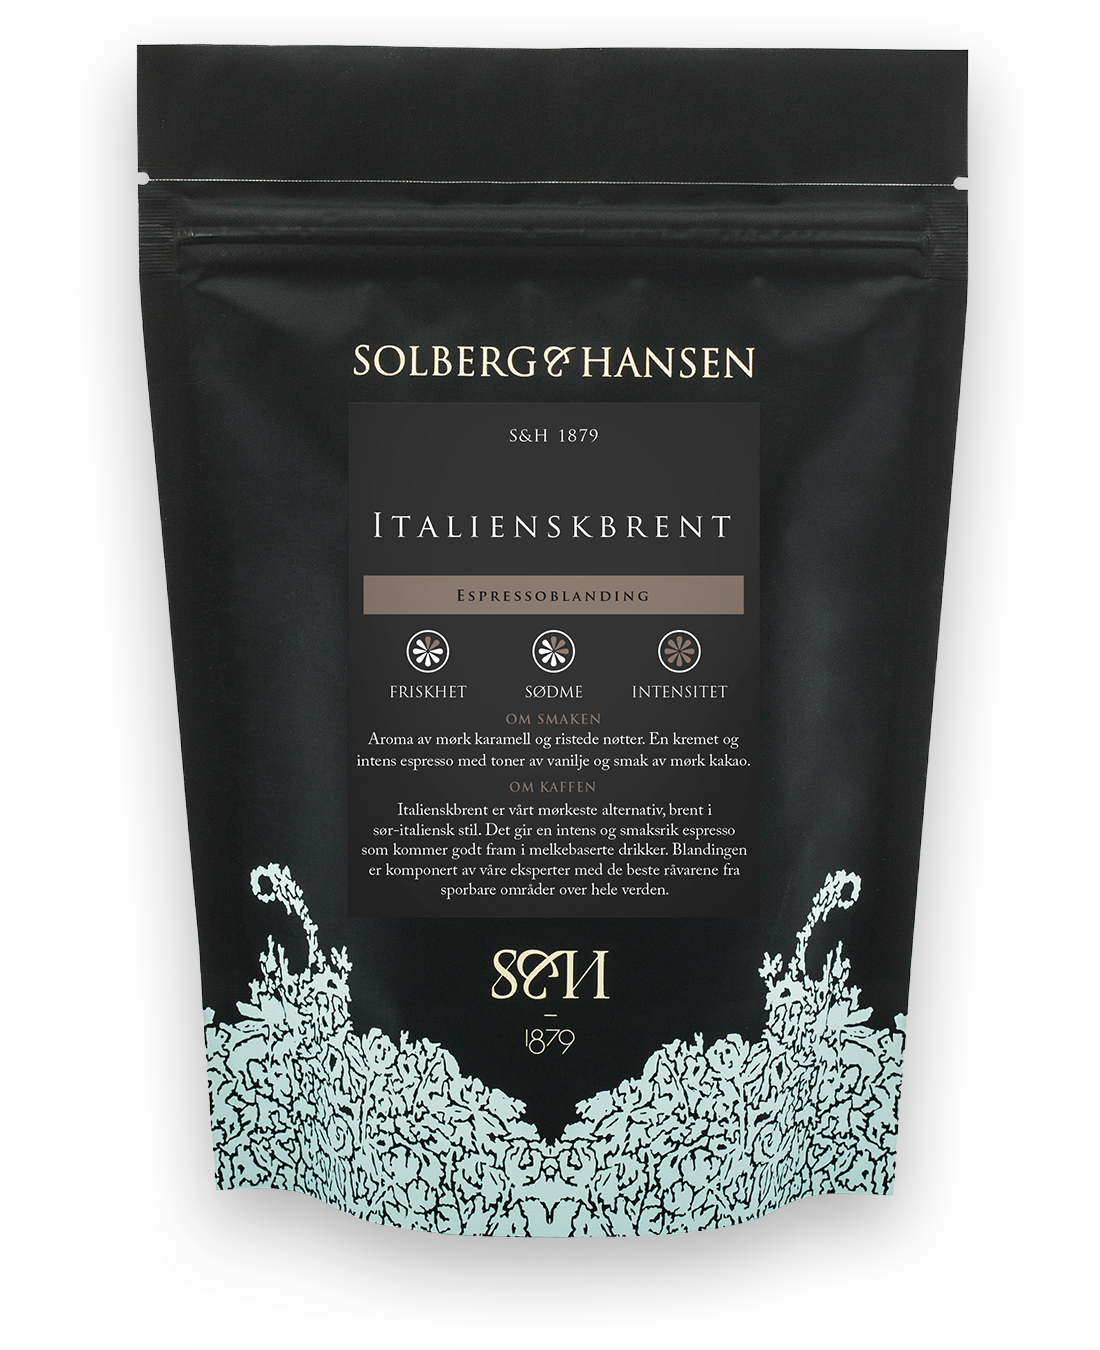 SOLBERG & HANSEN
S&H 1879
ITALIENSKBRENT
ESPRESSOBLANDING
FRISKHET SØDME INTENSITET
OM SMAKEN
Aroma av mørk karamell og ristede nøtter. En kremet og
intens espresso med toner av vanilje og smak av mørk kakao.
OM KAFFEN
Italienskbrent er vårt mørkeste alternativ, brent i
sør-italiensk stil. Det gir en intens og smaksrik espresso
som kommer godt fram i melkebaserte drikker. Blandingen
er komponert av våre eksperter med de beste råvarene fra
sporbare områder over hele verden.
S&H
1879